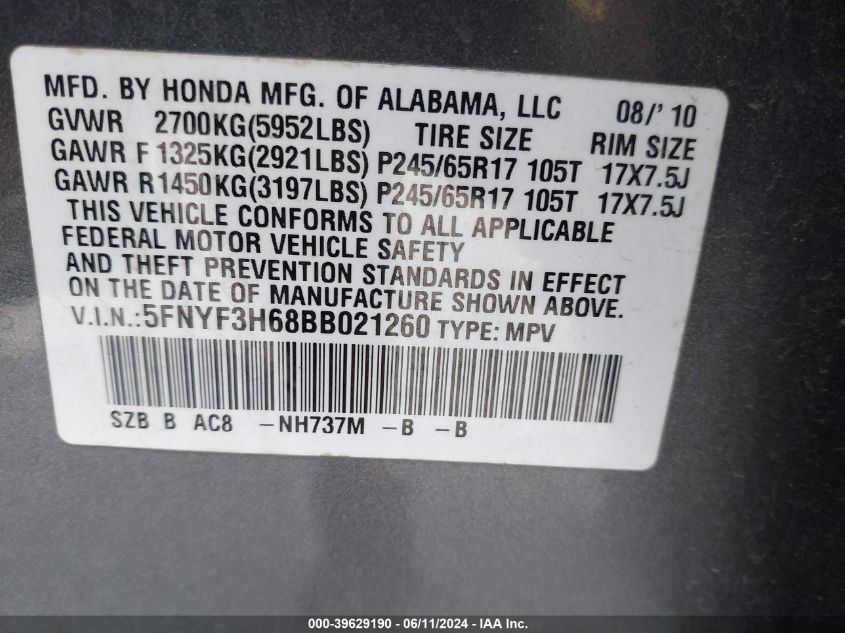 MFD. BY HONDA MFG. OF ALABAMA, LLC 08/' 10
GVWR 2700KG(5952LBS) TIRE SIZE RIM SIZE
GAWR F 1325KG(2921LBS) P245/65R17 105T 17X7.5J
GAWR R1450KG(3197LBS) P245/65R17 105T 17X7.5J
THIS VEHICLE CONFORMS TO ALL APPLICABLE
FEDERAL MOTOR VEHICLE SAFETY
AND THEFT PREVENTION STANDARDS IN EFFECT
ON THE DATE OF MANUFACTURE SHOWN ABOVE.
V.I.N.:5FNYF3H68BB021260 TYPE: MPV
SZB B AC8 -NH737M -B -B
000-39629190 - 06/11/2024 - IAA Inc.